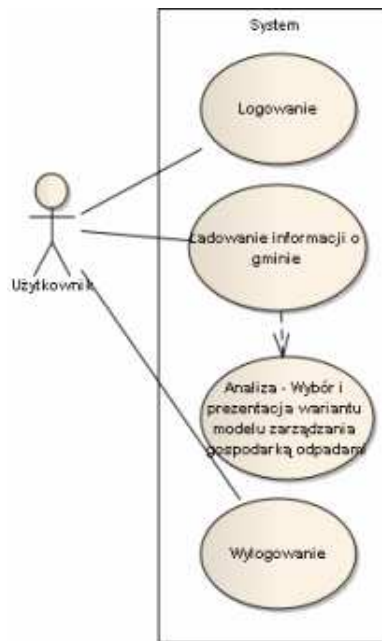 System
Logowanie
Ładowanie informacji o
gminie
Użytkownik
Analiza - Wybór i
prezentacja wariantu
modelu zarządzania
gospodarką odpadami
Wylogowanie